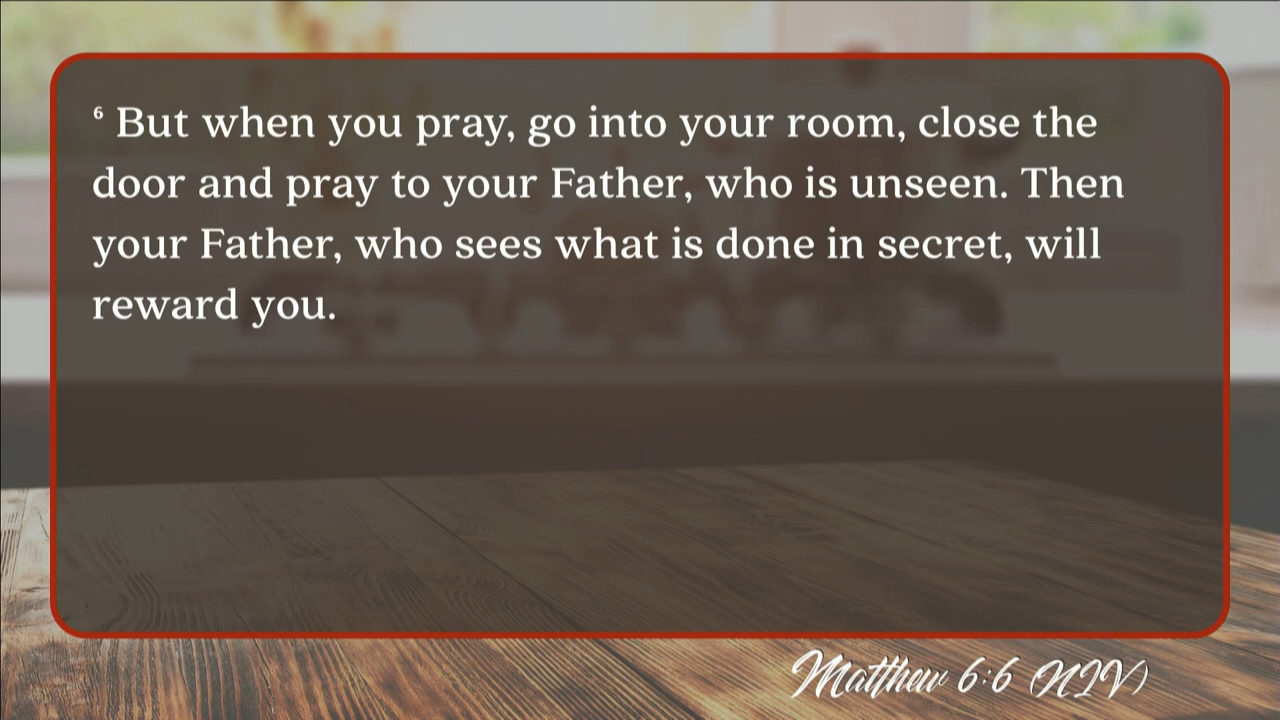 ⁶ But when you pray, go into your room, close the
door and pray to your Father, who is unseen. Then
your Father, who sees what is done in secret, will
reward you.
Matthew 6:6 (NIV)